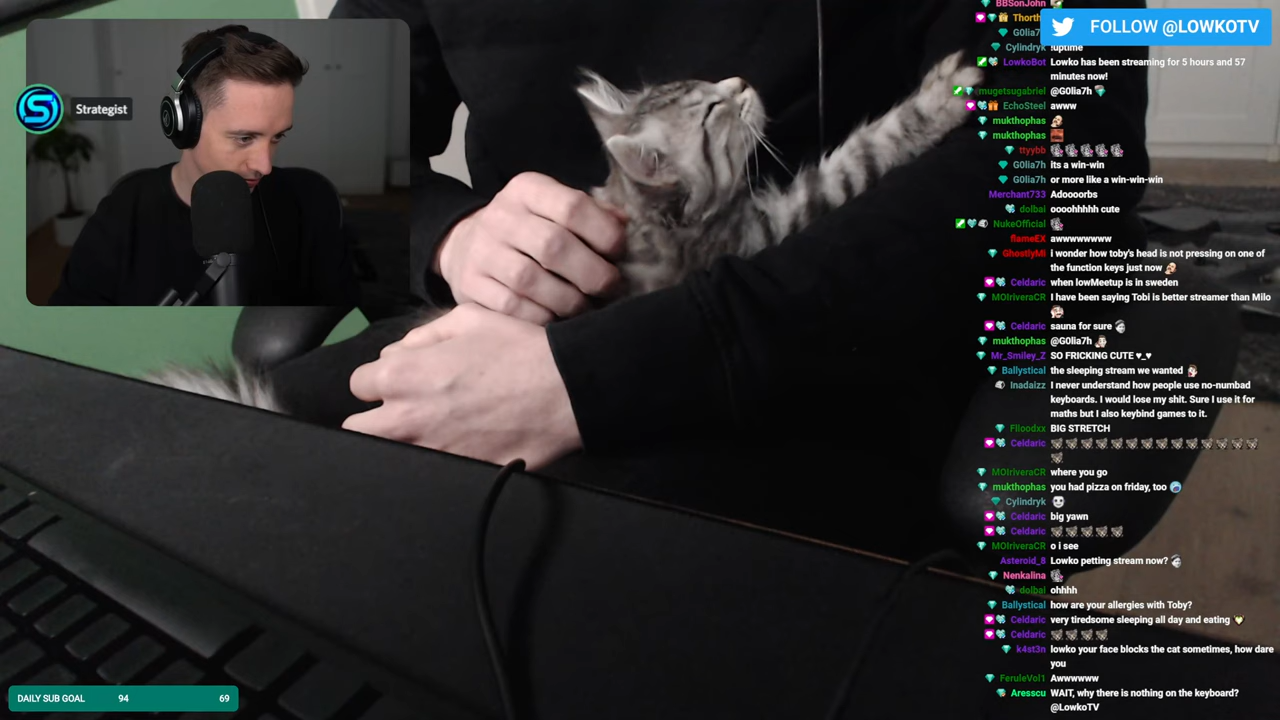 Strategist
FOLLOW @LOWKOTV
BBSonJohn
Thorth
G0lia7
Cylindryk !uptime
LowkoBot Lowko has been streaming for 5 hours and 57
minutes now!
mugetsugabriel @G0lia7h
EchoSteel awww
mukthophas
mukthophas
ttyybb
G0lia7h its a win-win
G0lia7h or more like a win-win-win
Merchant733 Adoooorbs
dolbai oooohhhhh cute
NukeOfficial
flameEX awwwwwwww
GhostlyMi i wonder how toby's head is not pressing on one of
the function keys just now
Celdaric when lowMeetup is in sweden
MOIriveraCR I have been saying Tobi is better streamer than Milo
Celdaric sauna for sure
mukthophas @G0lia7h
Mr_Smiley_Z SO FRICKING CUTE ♥_♥
Ballystical the sleeping stream we wanted
Inadaizz I never understand how people use no-numbad
keyboards. I would lose my shit. Sure I use it for
maths but I also keybind games to it.
Flloodxx BIG STRETCH
Celdaric
MOIriveraCR where you go
mukthophas you had pizza on friday, too
Cylindryk
Celdaric big yawn
Celdaric
MOIriveraCR o i see
Asteroid_8 Lowko petting stream now?
Nenkalina
dolbai ohhhh
Ballystical how are your allergies with Toby?
Celdaric very tiredsome sleeping all day and eating
Celdaric
k4st3n lowko your face blocks the cat sometimes, how dare
you
FeruleVol1 Awwwwww
Aresscu WAIT, why there is nothing on the keyboard?
@LowkoTV
DAILY SUB GOAL 94 69